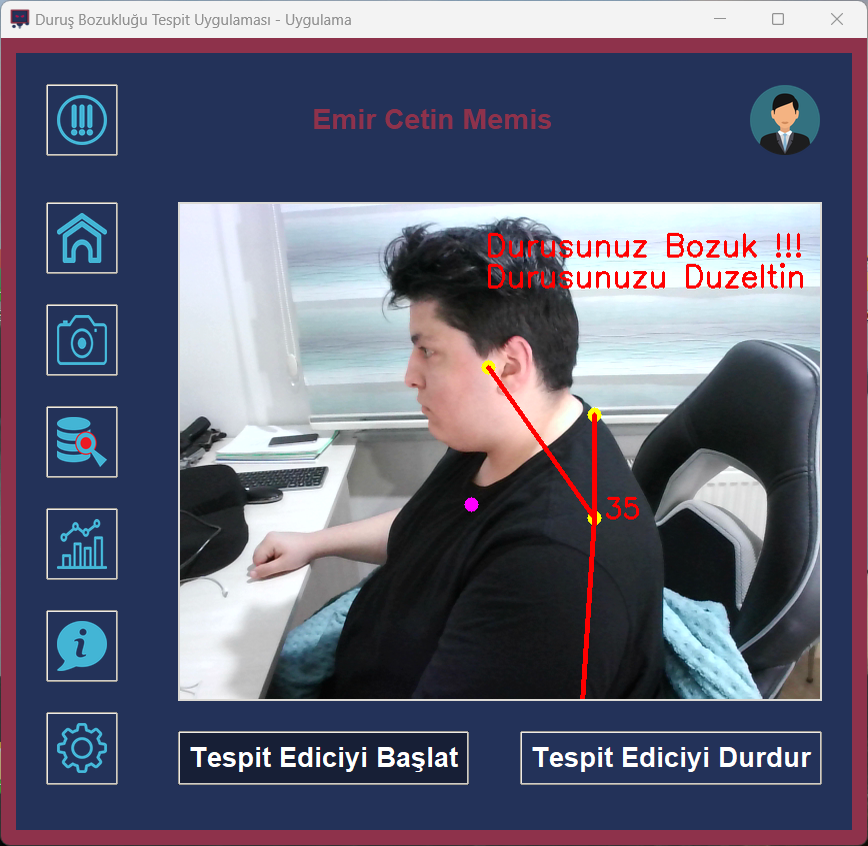 Duruş Bozukluğu Tespit Uygulaması - Uygulama
Emir Cetin Memis
Durusunuz Bozuk !!!
Durusunuzu Duzeltin
35
Tespit Ediciyi Başlat
Tespit Ediciyi Durdur